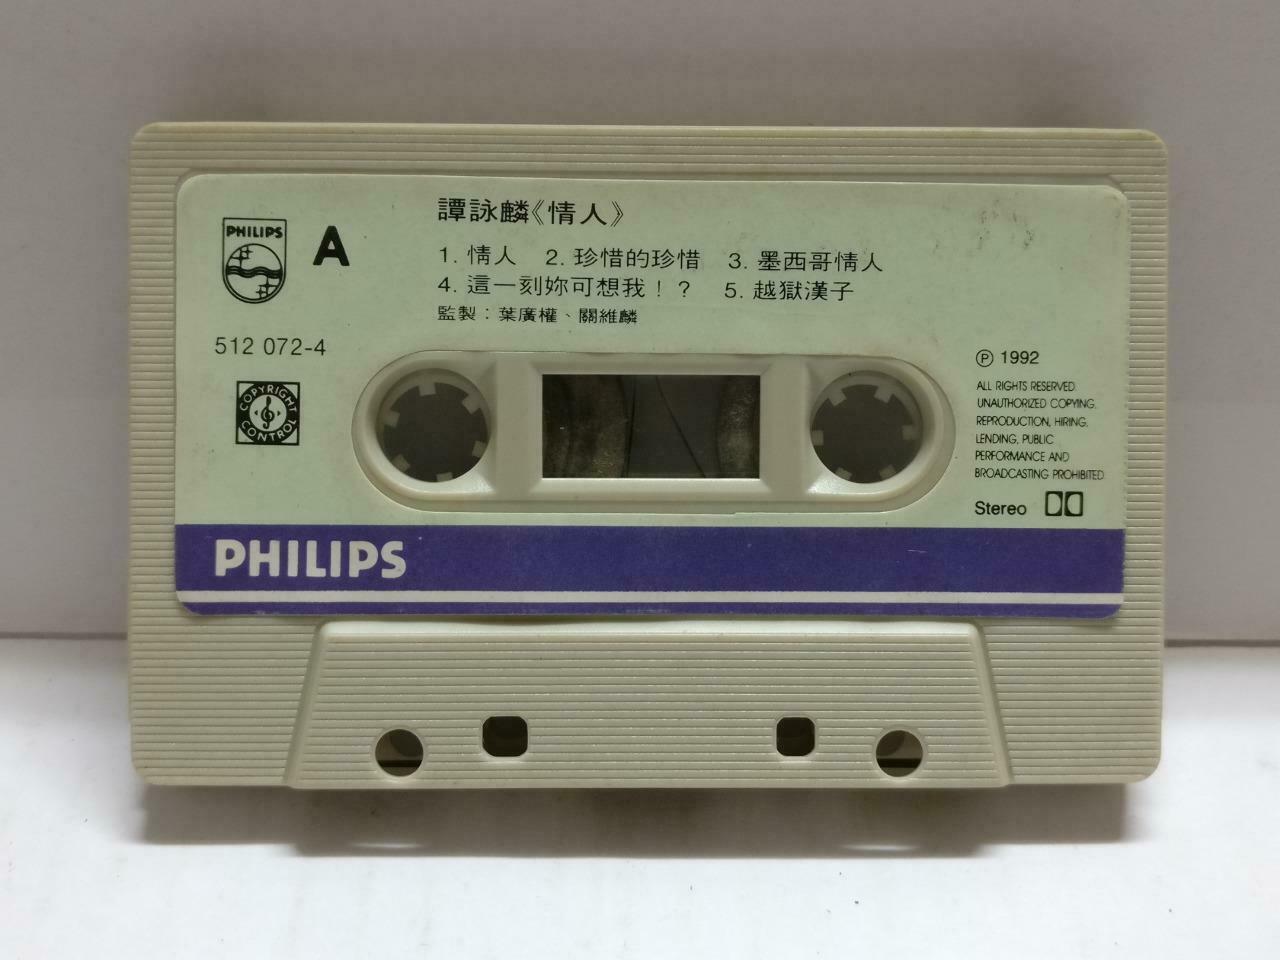 譚詠麟《情人》
PHILIPS
A
1. 情人 2. 珍惜的珍惜 3. 墨西哥情人
4. 這一刻妳可想我！？ 5. 越獄漢子
監製：葉廣權、關維麟
512 072-4
COPYRIGHT CONTROL
Ⓟ 1992
ALL RIGHTS RESERVED
UNAUTHORIZED COPYING,
REPRODUCTION, HIRING,
LENDING, PUBLIC
PERFORMANCE AND
BROADCASTING PROHIBITED
Stereo
PHILIPS